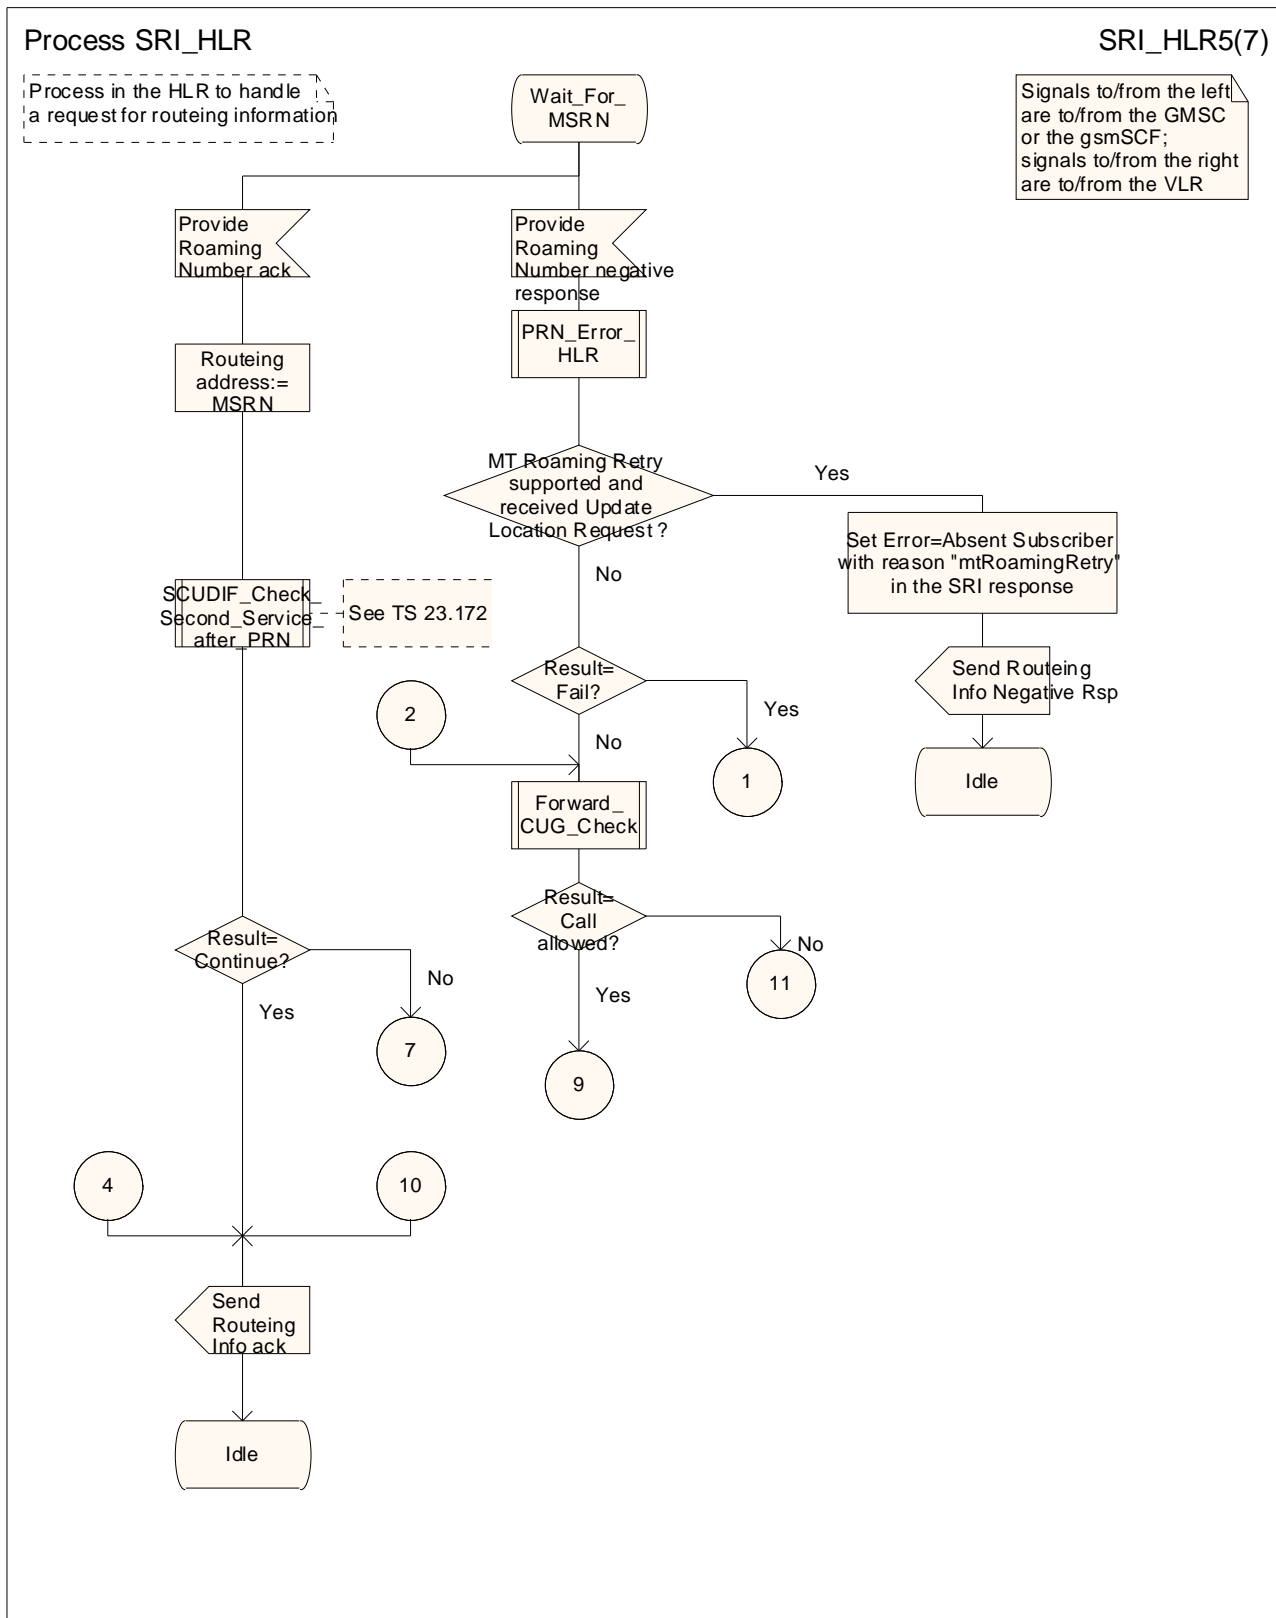 Process SRI_HLR
SRI_HLR5(7)
Process in the HLR to handle
a request for routeing information
Signals to/from the left
are to/from the GMSC
or the gsmSCF;
signals to/from the right
are to/from the VLR
Wait_For_
MSRN
Provide
Roaming
Number ack
Provide
Roaming
Number negative
response
PRN_Error_
HLR
Routeing
address:=
MSRN
MT Roaming Retry
supported and
received Update
Location Request ?
Yes
No
Set Error=Absent Subscriber
with reason "mtRoamingRetry"
in the SRI response
SCUDIF_Check_
Second_Service_
after_PRN
See TS 23.172
Send Routeing
Info Negative Rsp
Idle
Result=
Fail?
Yes
No
2
1
Forward_
CUG_Check
Result=
Call
allowed?
No
Yes
11
9
Result=
Continue?
No
Yes
7
4
10
Send
Routeing
Info ack
Idle